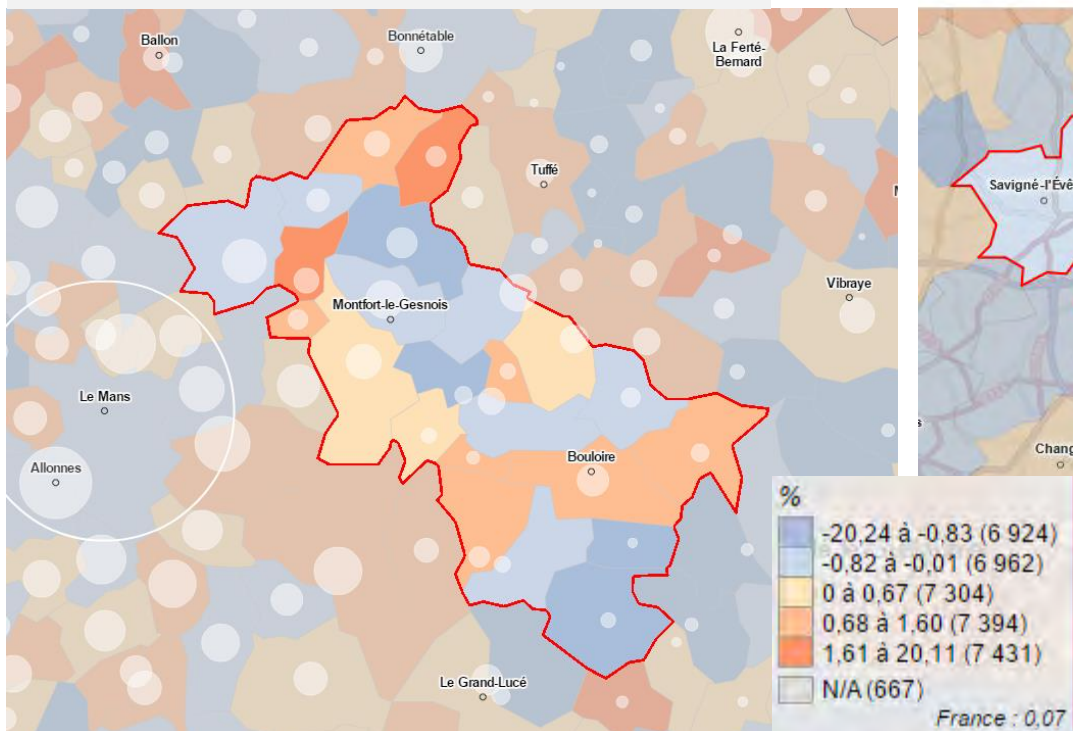 Ballon
Bonnétable
La Ferté-
Bernard
Tuffé
Savigné-l'Évê
Vibraye
Montfort-le-Gesnois
Le Mans
Allonnes
Bouloire
Chang
Le Grand-Lucé
%
-20,24 à -0,83 (6 924)
-0,82 à -0,01 (6 962)
0 à 0,67 (7 304)
0,68 à 1,60 (7 394)
1,61 à 20,11 (7 431)
N/A (667)
France : 0,07